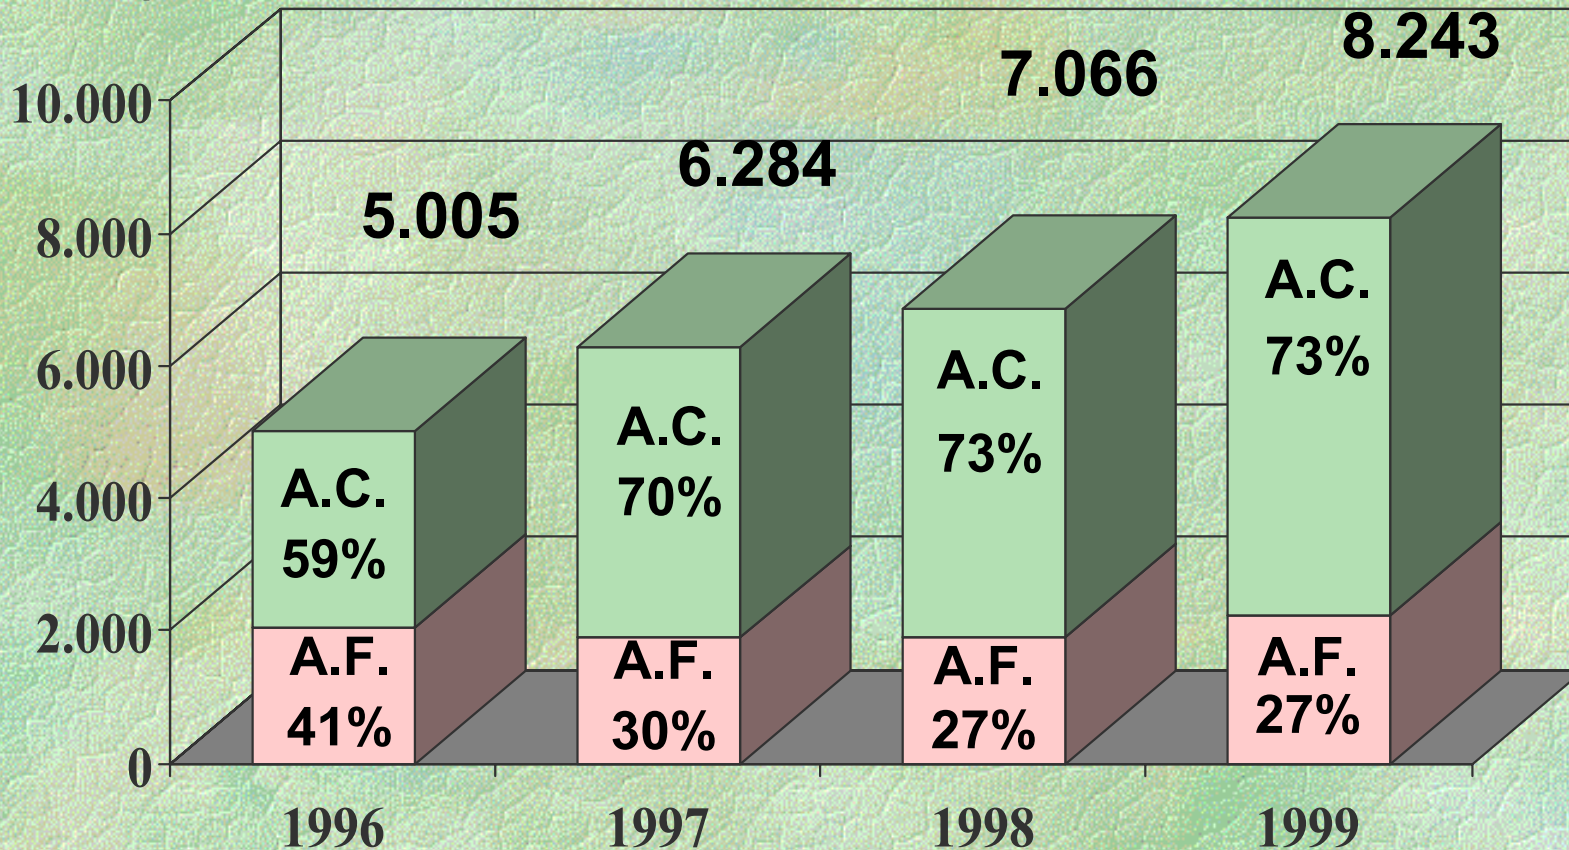 8.243
7.066
10.000
6.284
5.005
8.000
A.C.
73%
6.000
A.C.
73%
A.C.
70%
4.000
A.C.
59%
2.000
A.F.
41%
A.F.
30%
A.F.
27%
A.F.
27%
0
1996 1997 1998 1999